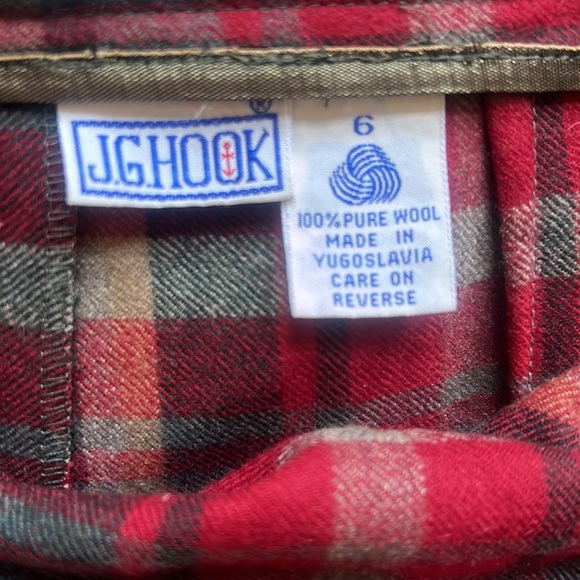 ®
J.G.HOOK
6
100% PURE WOOL
MADE IN
YUGOSLAVIA
CARE ON
REVERSE